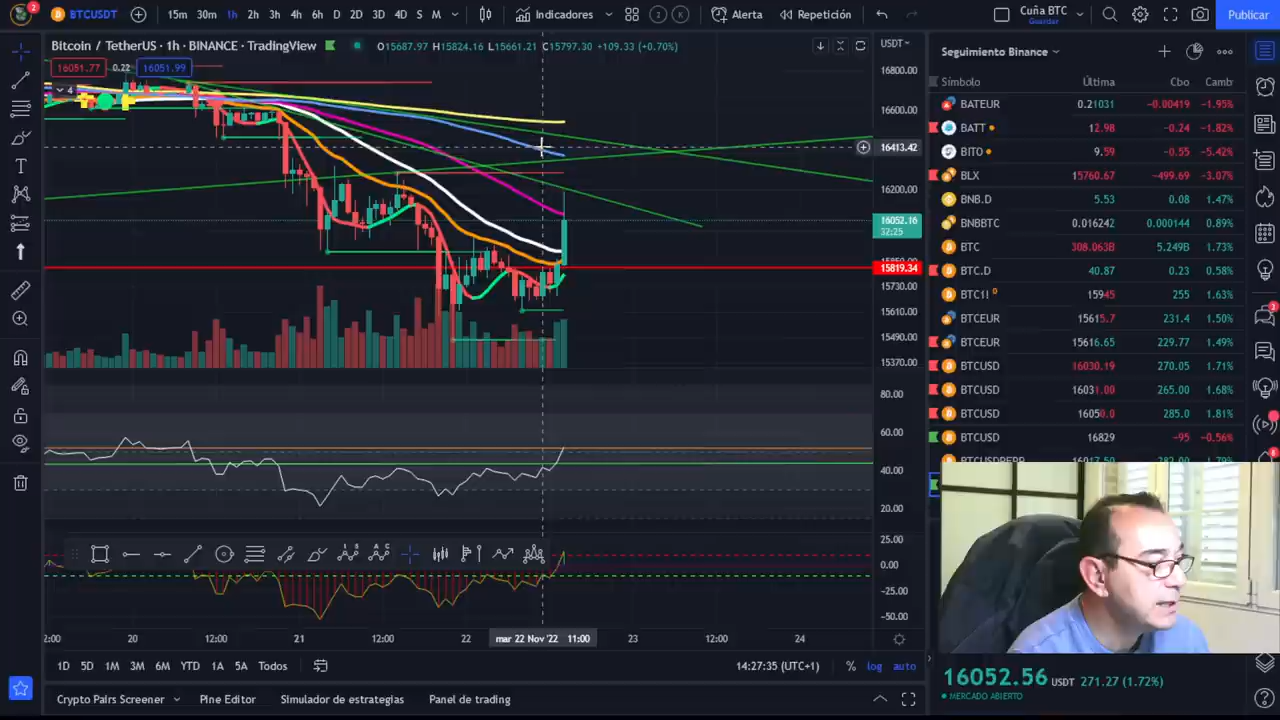 2
BTCUSDT
15m 30m 1h 2h 3h 4h 6h D 2D 3D 4D S M
Indicadores
Alerta
Repetición
Cuña BTC
Guardar
Publicar
Bitcoin / TetherUS · 1h · BINANCE · TradingView
O15687.97 H15824.16 L15661.21 C15797.30 +109.33 (+0.70%)
USDT
16051.77 0.22 16051.99
4
16800.00
16600.00
16413.42
16200.00
16052.16
32:25
15819.34
15730.00
15610.00
15490.00
15370.00
80.00
60.00
40.00
20.00
25.00
0.00
−25.00
−50.00
2:00 20 12:00 21 12:00 22 mar 22 Nov '22 11:00 23 12:00 24
1D 5D 1M 3M 6M YTD 1A 5A Todos
14:27:35 (UTC+1) % log auto
Crypto Pairs Screener Pine Editor Simulador de estrategias Panel de trading
Seguimiento Binance
Símbolo Última Cbo Cambr
BATEUR 0.21031 −0.00419 −1.95%
BATT 12.98 −0.24 −1.82%
BITO 9.59 −0.55 −5.42%
BLX 15760.67 −499.69 −3.07%
BNB.D 5.53 0.08 1.47%
BNBBTC 0.016242 0.000144 0.89%
BTC 308.063B 5.249B 1.73%
BTC.D 40.87 0.23 0.58%
BTC1! D 15945 255 1.63%
BTCEUR 15615.7 231.4 1.50%
BTCEUR 15616.65 229.77 1.49%
BTCUSD 16030.19 270.05 1.71%
BTCUSD 16031.00 265.00 1.68%
BTCUSD 16050.0 285.0 1.81%
BTCUSD 16829 −95 −0.56%
16052.56 USDT 271.27 (1.72%)
MERCADO ABIERTO